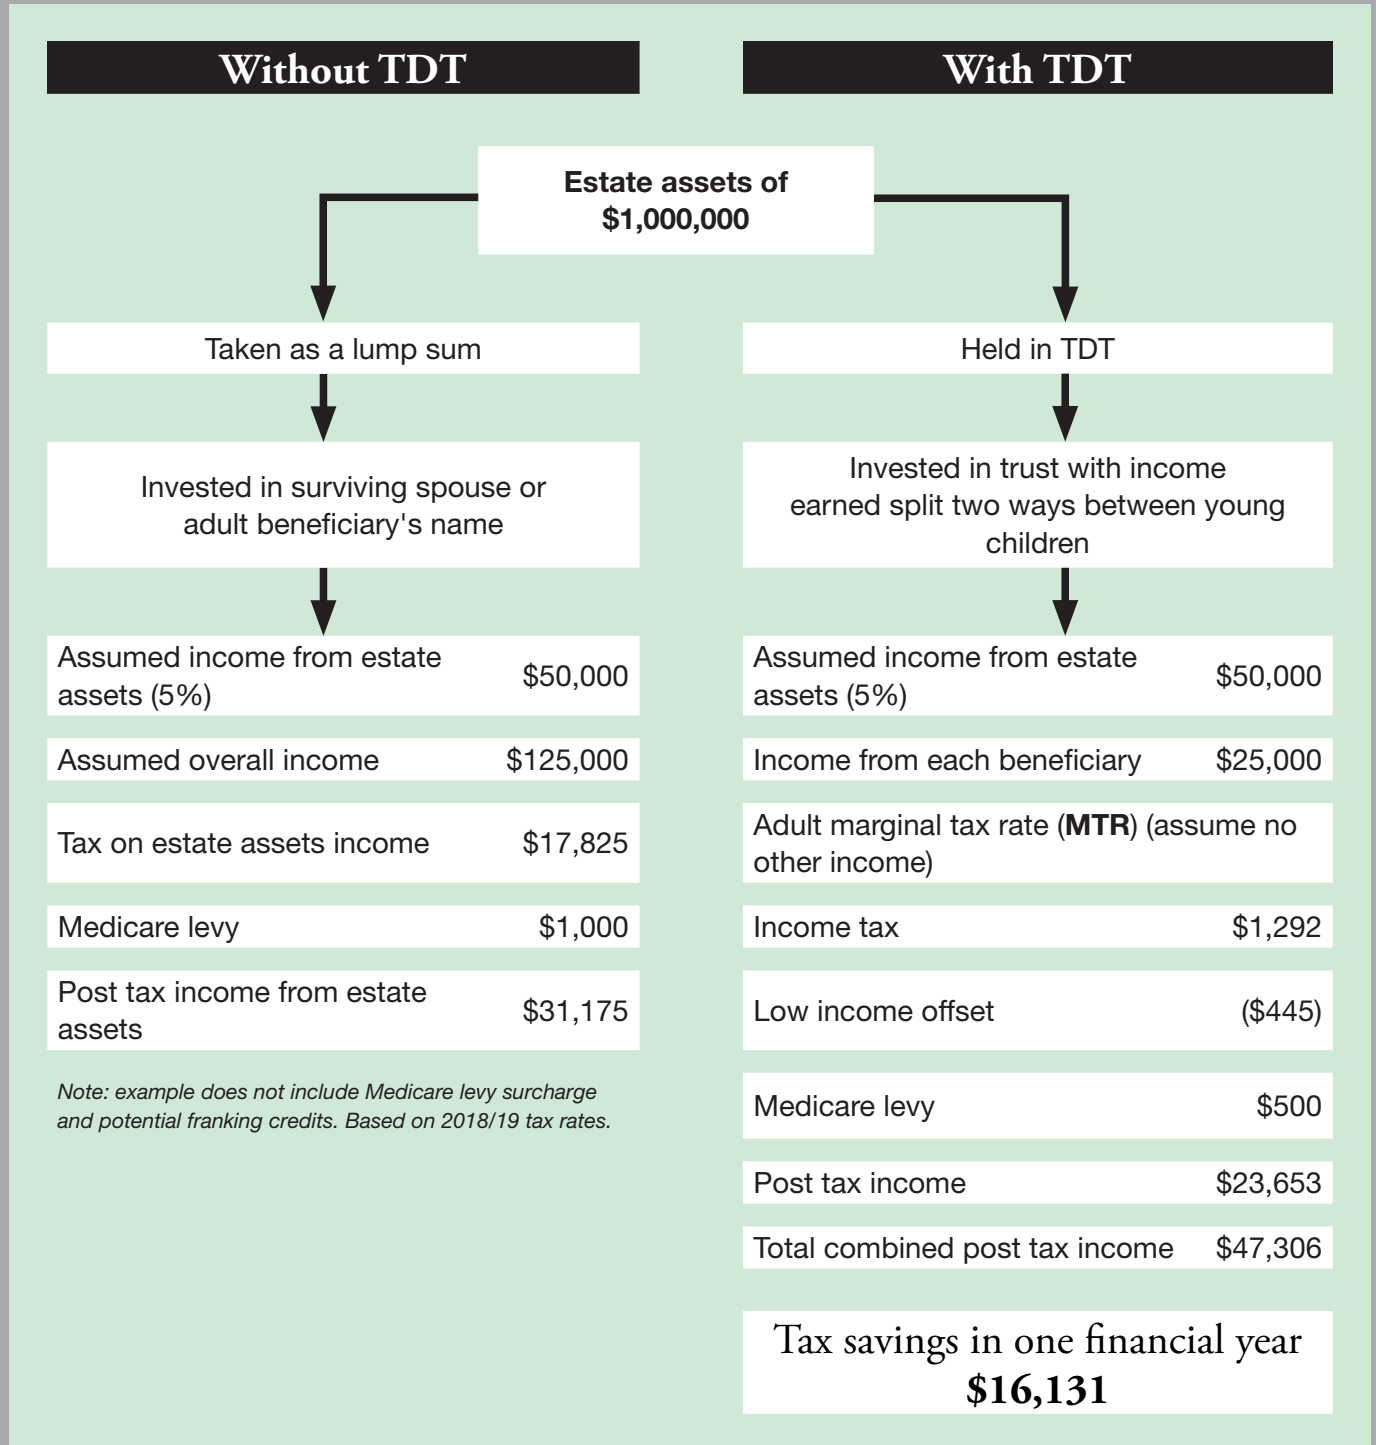 Without TDT
With TDT
Estate assets of
$1,000,000
Taken as a lump sum
Invested in surviving spouse or
adult beneficiary's name
Assumed income from estate
assets (5%)
$50,000
Assumed overall income
$125,000
Tax on estate assets income
$17,825
Medicare levy
$1,000
Post tax income from estate
assets
$31,175
Note: example does not include Medicare levy surcharge
and potential franking credits. Based on 2018/19 tax rates.
Held in TDT
Invested in trust with income
earned split two ways between young
children
Assumed income from estate
assets (5%)
$50,000
Income from each beneficiary
$25,000
Adult marginal tax rate (MTR) (assume no
other income)
Income tax
$1,292
Low income offset
($445)
Medicare levy
$500
Post tax income
$23,653
Total combined post tax income
$47,306
Tax savings in one financial year
$16,131